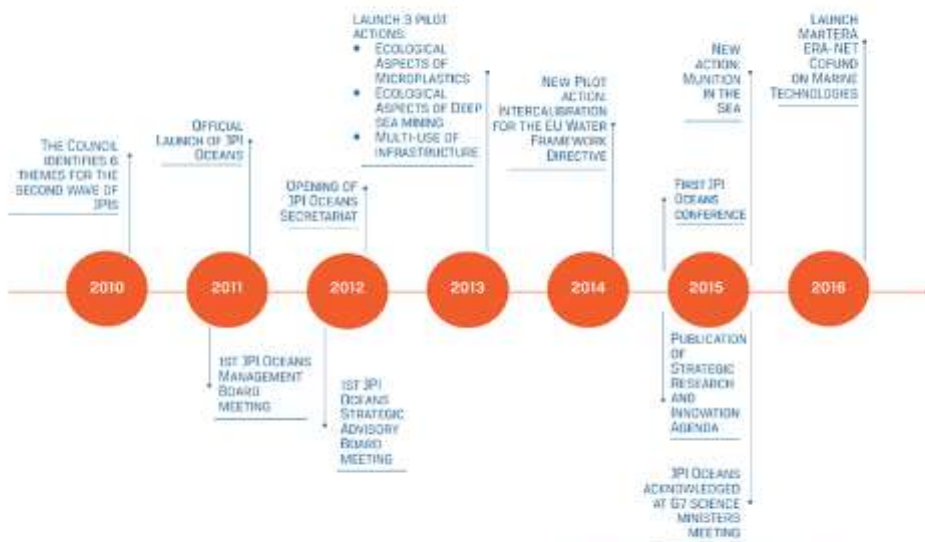 THE COUNCIL
IDENTIFIES 6
THEMES FOR THE
SECOND WAVE OF
JPIS
OFFICIAL
LAUNCH OF JPI
OCEANS
OPENING OF
JPI OCEANS
SECRETARIAT
LAUNCH 3 PILOT
ACTIONS:
• ECOLOGICAL
ASPECTS OF
MICROPLASTICS
• ECOLOGICAL
ASPECTS OF DEEP
SEA MINING
• MULTI-USE OF
INFRASTRUCTURE
NEW PILOT
ACTION:
INTERCALIBRATION
FOR THE EU WATER
FRAMEWORK
DIRECTIVE
NEW
ACTION:
MUNITION
IN THE
SEA
FIRST JPI
OCEANS
CONFERENCE
LAUNCH
MARTERA
ERA-NET
COFUND
ON MARINE
TECHNOLOGIES
2010
2011
2012
2013
2014
2015
2016
1ST JPI OCEANS
MANAGEMENT
BOARD
MEETING
1ST JPI
OCEANS
STRATEGIC
ADVISORY
BOARD
MEETING
PUBLICATION
OF
STRATEGIC
RESEARCH
AND
INNOVATION
AGENDA
JPI OCEANS
ACKNOWLEDGED
AT G7 SCIENCE
MINISTERS
MEETING